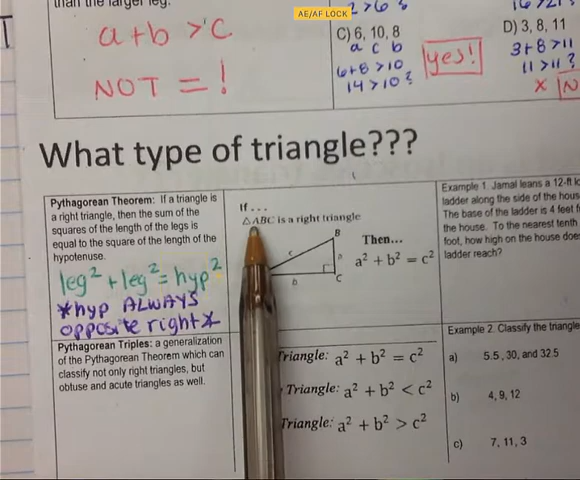 than the larger leg.
a+b >c
NOT = !
AE/AF LOCK
2>6
C) 6, 10, 8
a c b
6+8 >10
14 >10?
yes!
D) 3, 8, 11
3+8 >11
11 >11 ?
X
What type of triangle???
Pythagorean Theorem: If a triangle is
a right triangle, then the sum of the
squares of the length of the legs is
equal to the square of the length of the
hypotenuse.
leg² + leg² = hyp²
*hyp ALWAYS
opposite right*
If . . .
△ABC is a right triangle
B
c
a
b
C
Then...
a² + b² = c²
Example 1. Jamal leans a 12-ft
ladder along the side of the
The base of the ladder is 4 feet
the house. To the nearest tenth
foot, how high on the house
ladder reach?
Pythagorean Triples: a generalization
of the Pythagorean Theorem which can
classify not only right triangles, but
obtuse and acute triangles as well.
Triangle: a² + b² = c²
Triangle: a² + b² < c²
Triangle: a² + b² > c²
Example 2. Classify the triangle
a) 5.5, 30, and 32.5
b) 4, 9, 12
c) 7, 11, 3